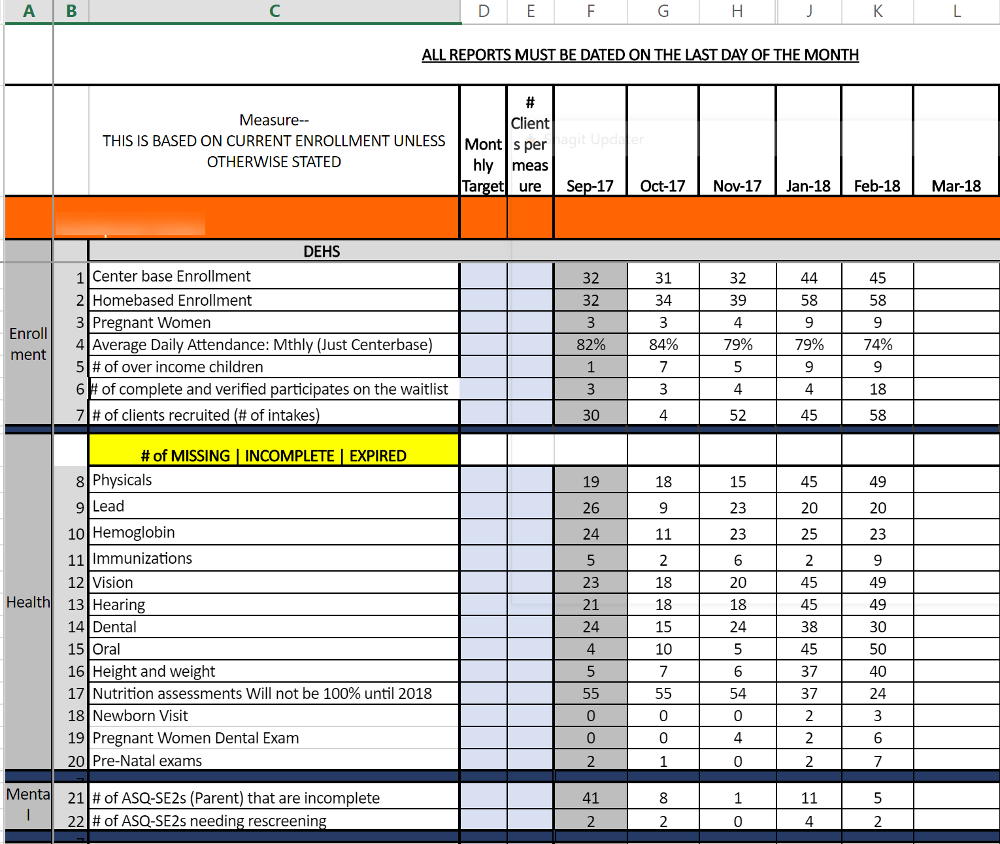 A B C D E F G H J K L
ALL REPORTS MUST BE DATED ON THE LAST DAY OF THE MONTH
Measure--
THIS IS BASED ON CURRENT ENROLLMENT UNLESS
OTHERWISE STATED
Mont
hly
Target
#
Client
s per
meas
ure
Snagit Updater
Sep-17 Oct-17 Nov-17 Jan-18 Feb-18 Mar-18
DEHS
Enroll
ment
1 Center base Enrollment 32 31 32 44 45
2 Homebased Enrollment 32 34 39 58 58
3 Pregnant Women 3 3 4 9 9
4 Average Daily Attendance: Mthly (Just Centerbase) 82% 84% 79% 79% 74%
5 # of over income children 1 7 5 9 9
6 # of complete and verified participates on the waitlist 3 3 4 4 18
7 # of clients recruited (# of intakes) 30 4 52 45 58
# of MISSING | INCOMPLETE | EXPIRED
Health
8 Physicals 19 18 15 45 49
9 Lead 26 9 23 20 20
10 Hemoglobin 24 11 23 25 23
11 Immunizations 5 2 6 2 9
12 Vision 23 18 20 45 49
13 Hearing 21 18 18 45 49
14 Dental 24 15 24 38 30
15 Oral 4 10 5 45 50
16 Height and weight 5 7 6 37 40
17 Nutrition assessments Will not be 100% until 2018 55 55 54 37 24
18 Newborn Visit 0 0 0 2 3
19 Pregnant Women Dental Exam 0 0 4 2 6
20 Pre-Natal exams 2 1 0 2 7
Menta
l
21 # of ASQ-SE2s (Parent) that are incomplete 41 8 1 11 5
22 # of ASQ-SE2s needing rescreening 2 2 0 4 2